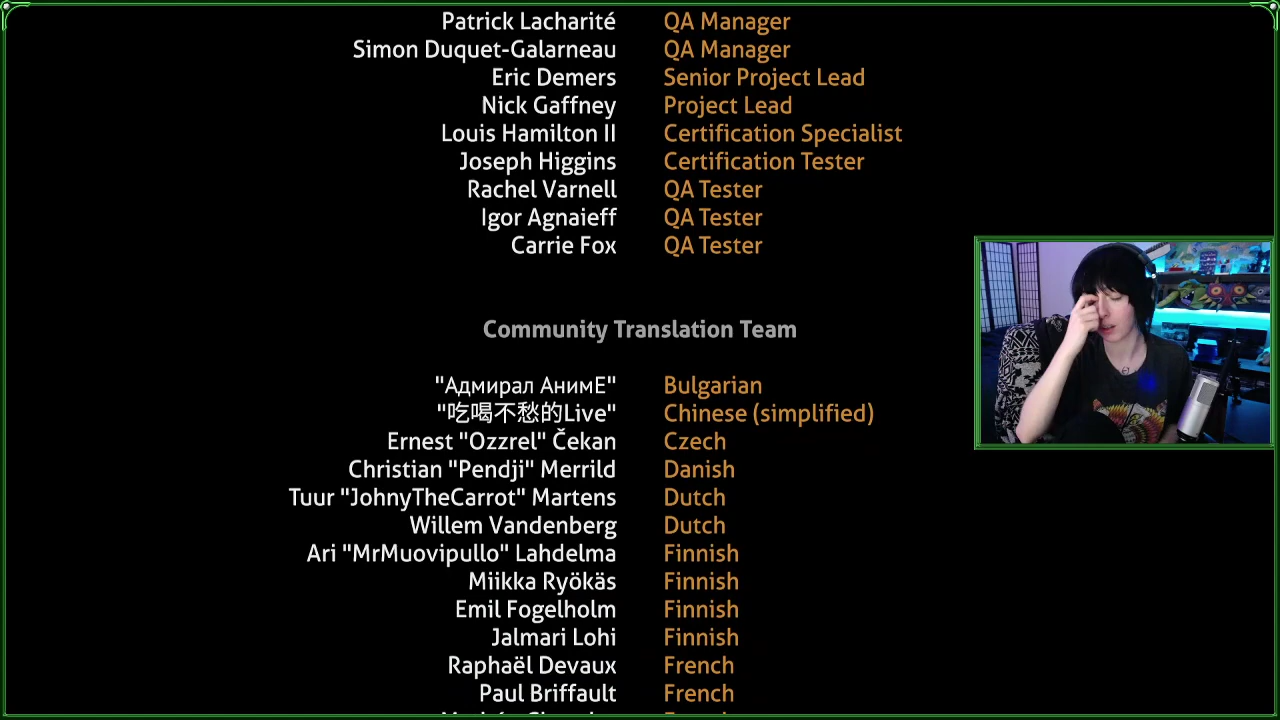 Patrick Lacharité QA Manager
Simon Duquet-Galarneau QA Manager
Eric Demers Senior Project Lead
Nick Gaffney Project Lead
Louis Hamilton II Certification Specialist
Joseph Higgins Certification Tester
Rachel Varnell QA Tester
Igor Agnaieff QA Tester
Carrie Fox QA Tester
Community Translation Team
"Адмирал АнимЕ" Bulgarian
"吃喝不愁的Live" Chinese (simplified)
Ernest "Ozzrel" Čekan Czech
Christian "Pendji" Merrild Danish
Tuur "JohnyTheCarrot" Martens Dutch
Willem Vandenberg Dutch
Ari "MrMuovipullo" Lahdelma Finnish
Miikka Ryökäs Finnish
Emil Fogelholm Finnish
Jalmari Lohi Finnish
Raphaël Devaux French
Paul Briffault French